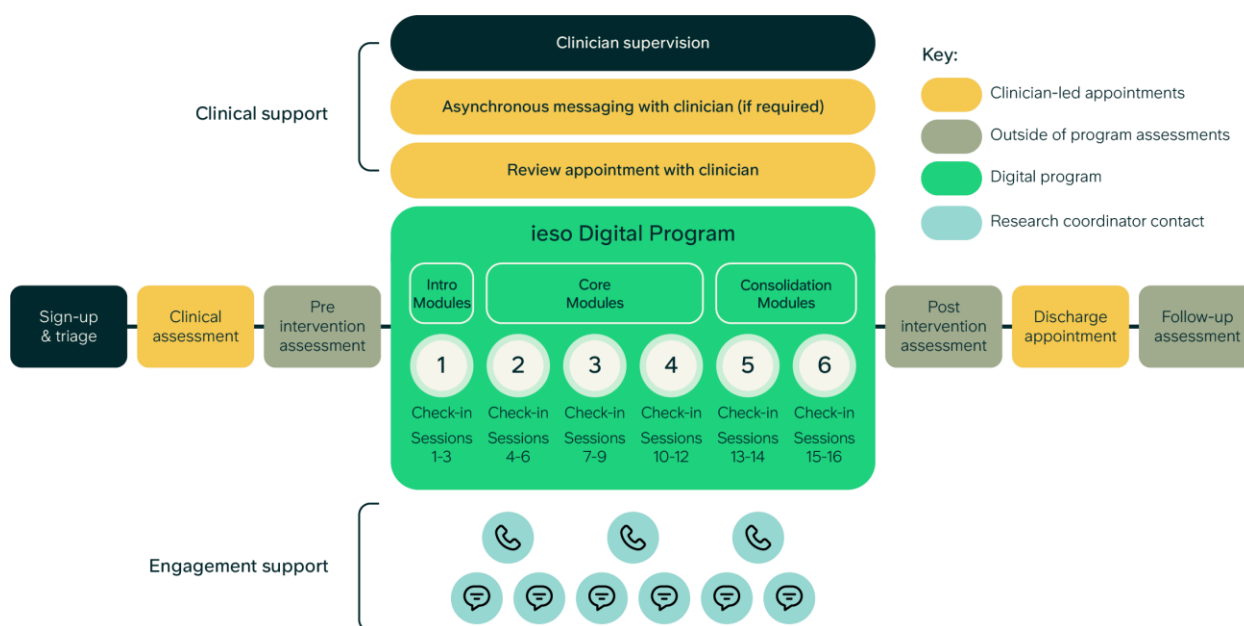 Clinician supervision
Clinical support
Asynchronous messaging with clinician (if required)
Review appointment with clinician
Key:
Clinician-led appointments
Outside of program assessments
Digital program
Research coordinator contact
Sign-up
& triage
Clinical
assessment
Pre
intervention
assessment
ieso Digital Program
Intro
Modules
Core
Modules
Consolidation
Modules
1
2
3
4
5
6
Check-in
Check-in
Check-in
Check-in
Check-in
Check-in
Sessions
1-3
Sessions
4-6
Sessions
7-9
Sessions
10-12
Sessions
13-14
Sessions
15-16
Post
intervention
assessment
Discharge
appointment
Follow-up
assessment
Engagement support